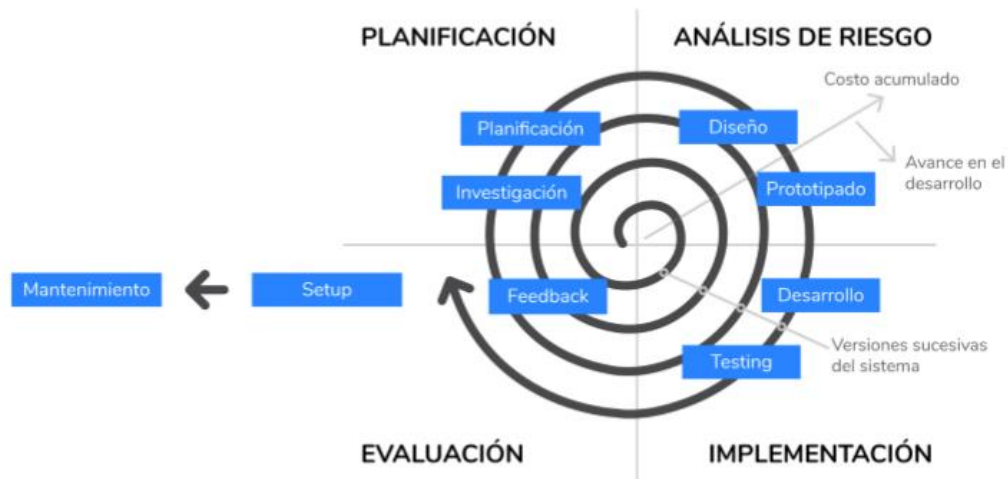 PLANIFICACIÓN
ANÁLISIS DE RIESGO
Costo acumulado
Planificación
Diseño
Avance en el
desarrollo
Investigación
Prototipado
Mantenimiento
Setup
Feedback
Desarrollo
Versiones sucesivas
del sistema
Testing
EVALUACIÓN
IMPLEMENTACIÓN